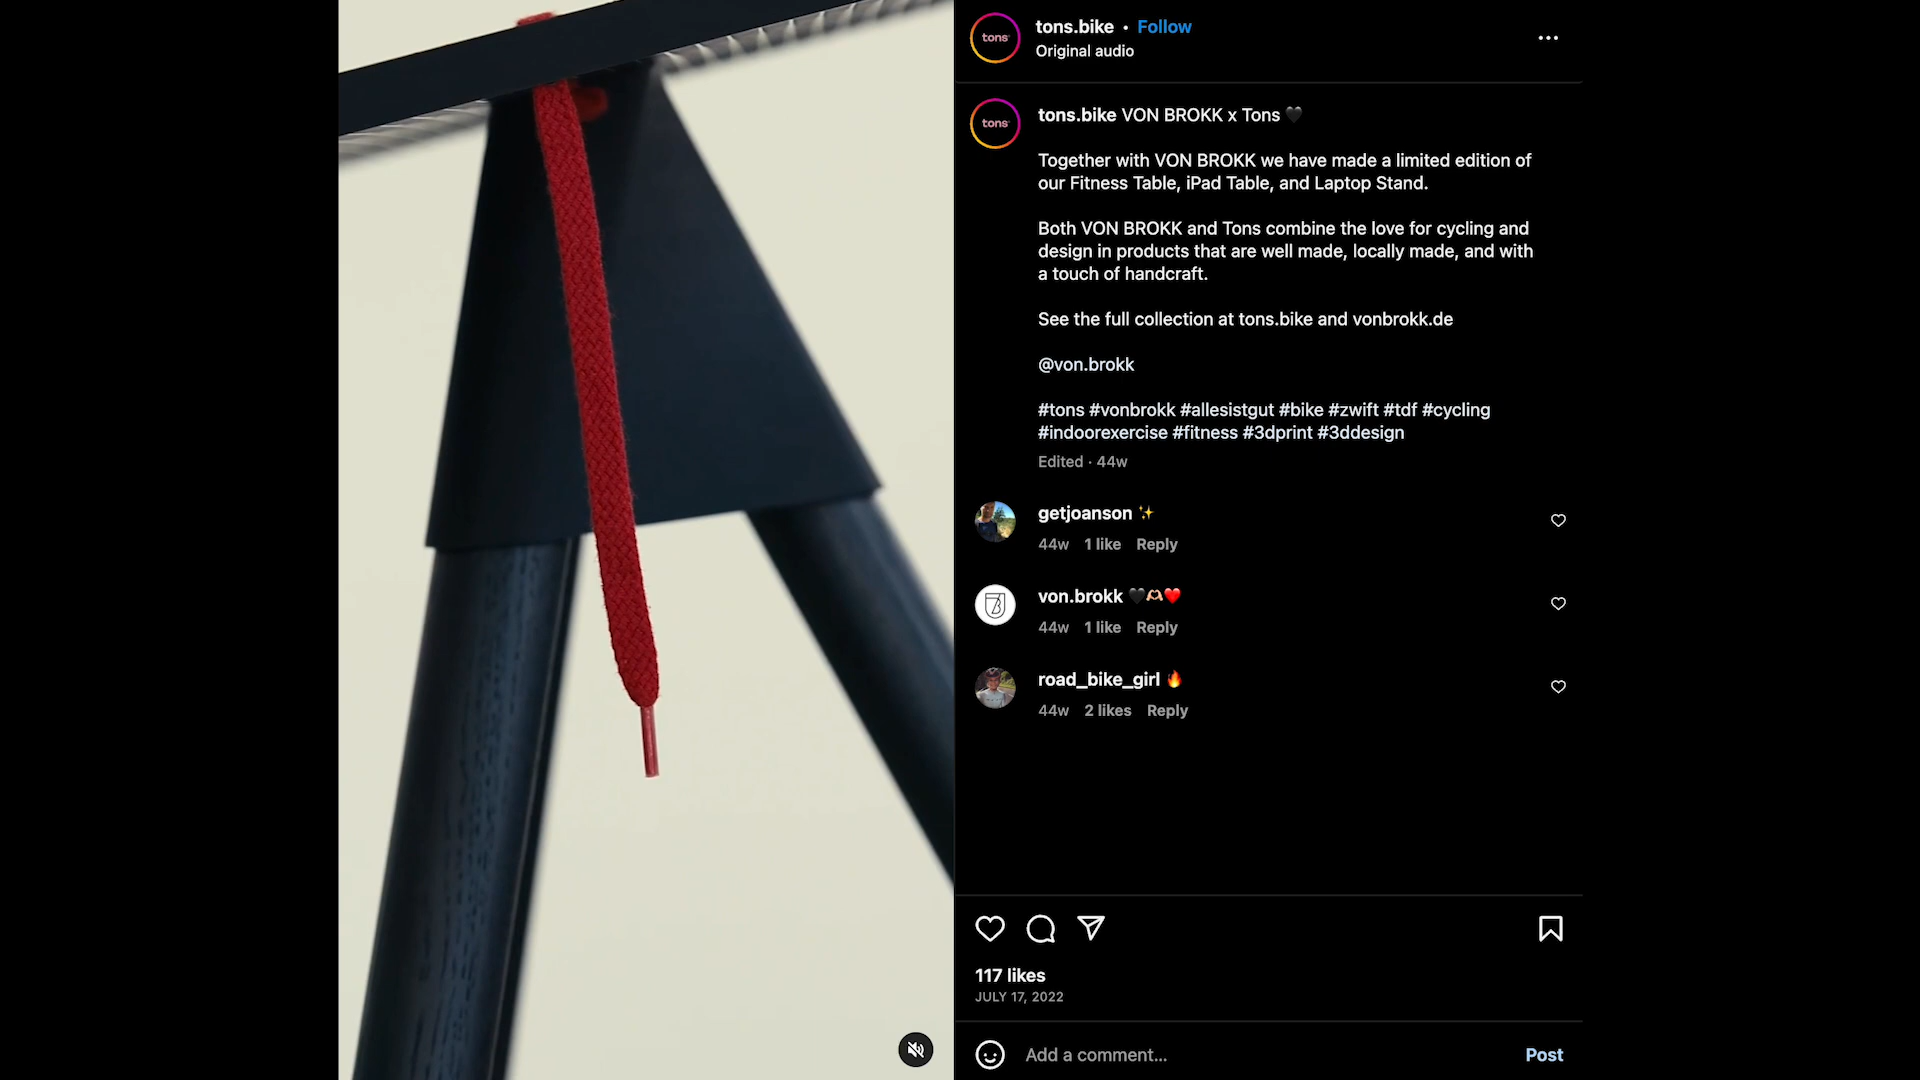 tons
tons.bike • Follow
Original audio
tons
tons.bike VON BROKK x Tons 🖤
Together with VON BROKK we have made a limited edition of
our Fitness Table, iPad Table, and Laptop Stand.
Both VON BROKK and Tons combine the love for cycling and
design in products that are well made, locally made, and with
a touch of handcraft.
See the full collection at tons.bike and vonbrokk.de
@von.brokk
#tons #vonbrokk #allesistgut #bike #zwift #tdf #cycling
#indoorexercise #fitness #3dprint #3ddesign
Edited · 44w
getjoanson ✨
44w 1 like Reply
von.brokk 🖤🫶🏻❤️
44w 1 like Reply
road_bike_girl 🔥
44w 2 likes Reply
117 likes
JULY 17, 2022
Add a comment...
Post